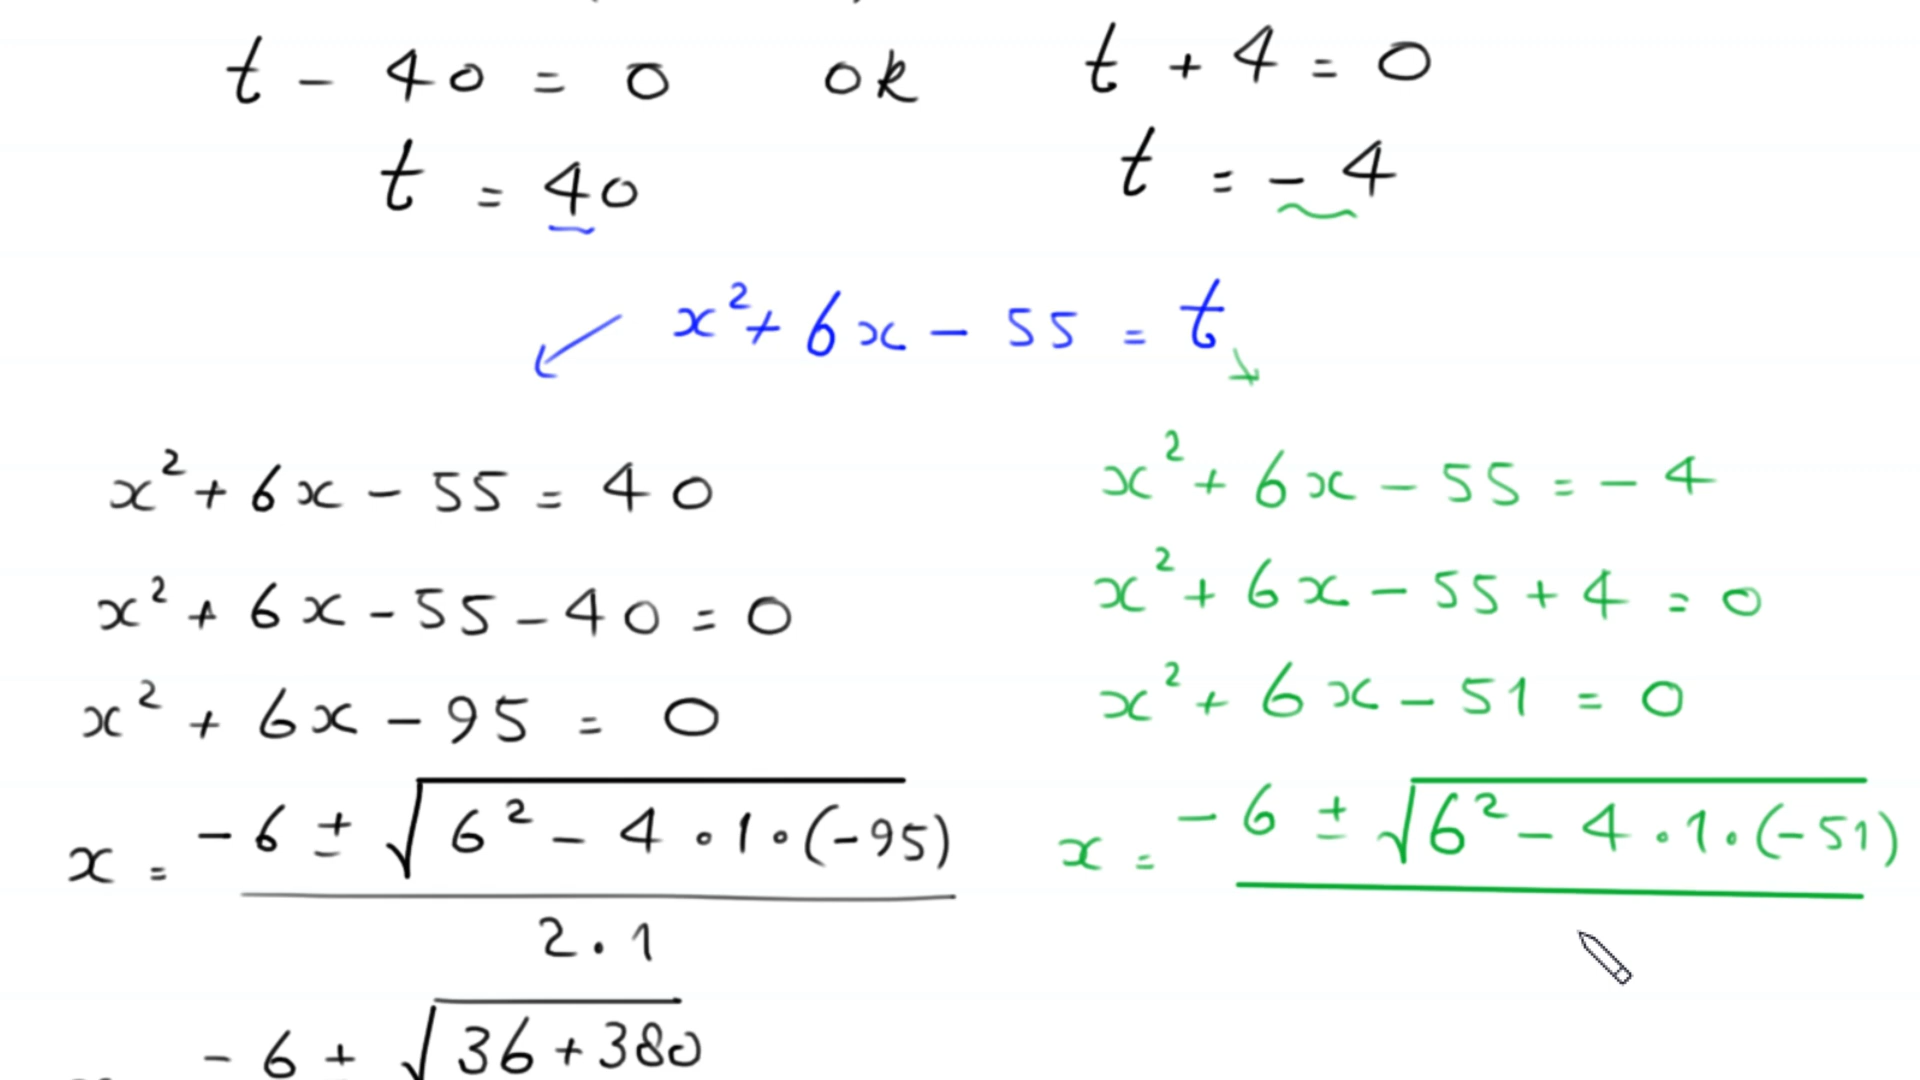 t - 40 = 0 ok t + 4 = 0
t = 40 t = - 4
x² + 6x - 55 = t
x² + 6x - 55 = 40
x² + 6x - 55 - 40 = 0
x² + 6x - 95 = 0
x = -6 ± √(6² - 4 · 1 · (-95))
2 · 1
-6 ± √(36 + 380)
x² + 6x - 55 = - 4
x² + 6x - 55 + 4 = 0
x² + 6x - 51 = 0
x = -6 ± √(6² - 4 · 1 · (-51))